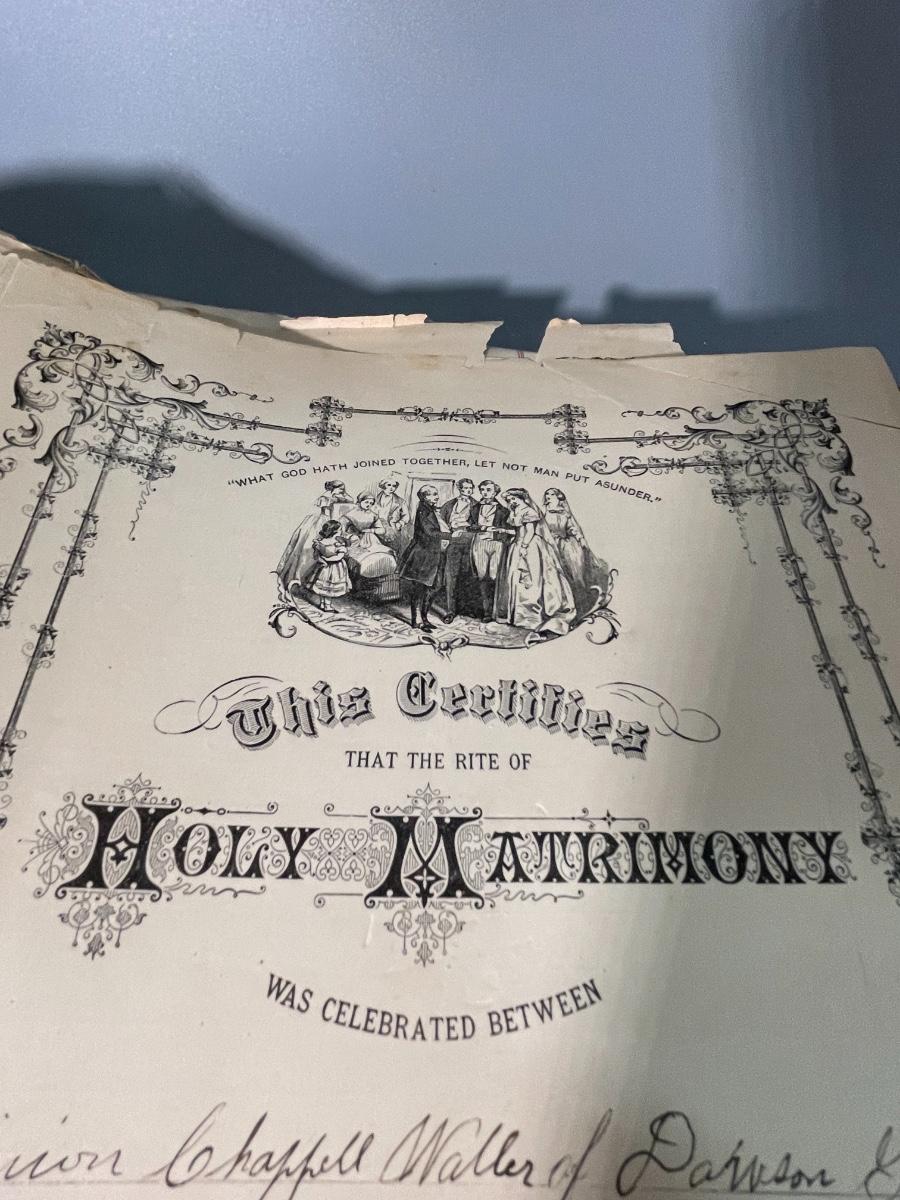 "WHAT GOD HATH JOINED TOGETHER, LET NOT MAN PUT ASUNDER."
This Certifies
THAT THE RITE OF
HOLY MATRIMONY
WAS CELEBRATED BETWEEN
Chappell Waller of Dawson